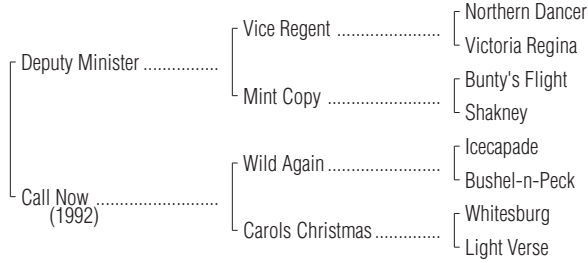 Northern Dancer
Vice Regent ....................
Victoria Regina
Deputy Minister ...............
Bunty's Flight
Mint Copy ......................
Shakney
Icecapade
Wild Again ......................
Bushel-n-Peck
Call Now ........................
(1992)
Whitesburg
Carols Christmas .............
Light Verse